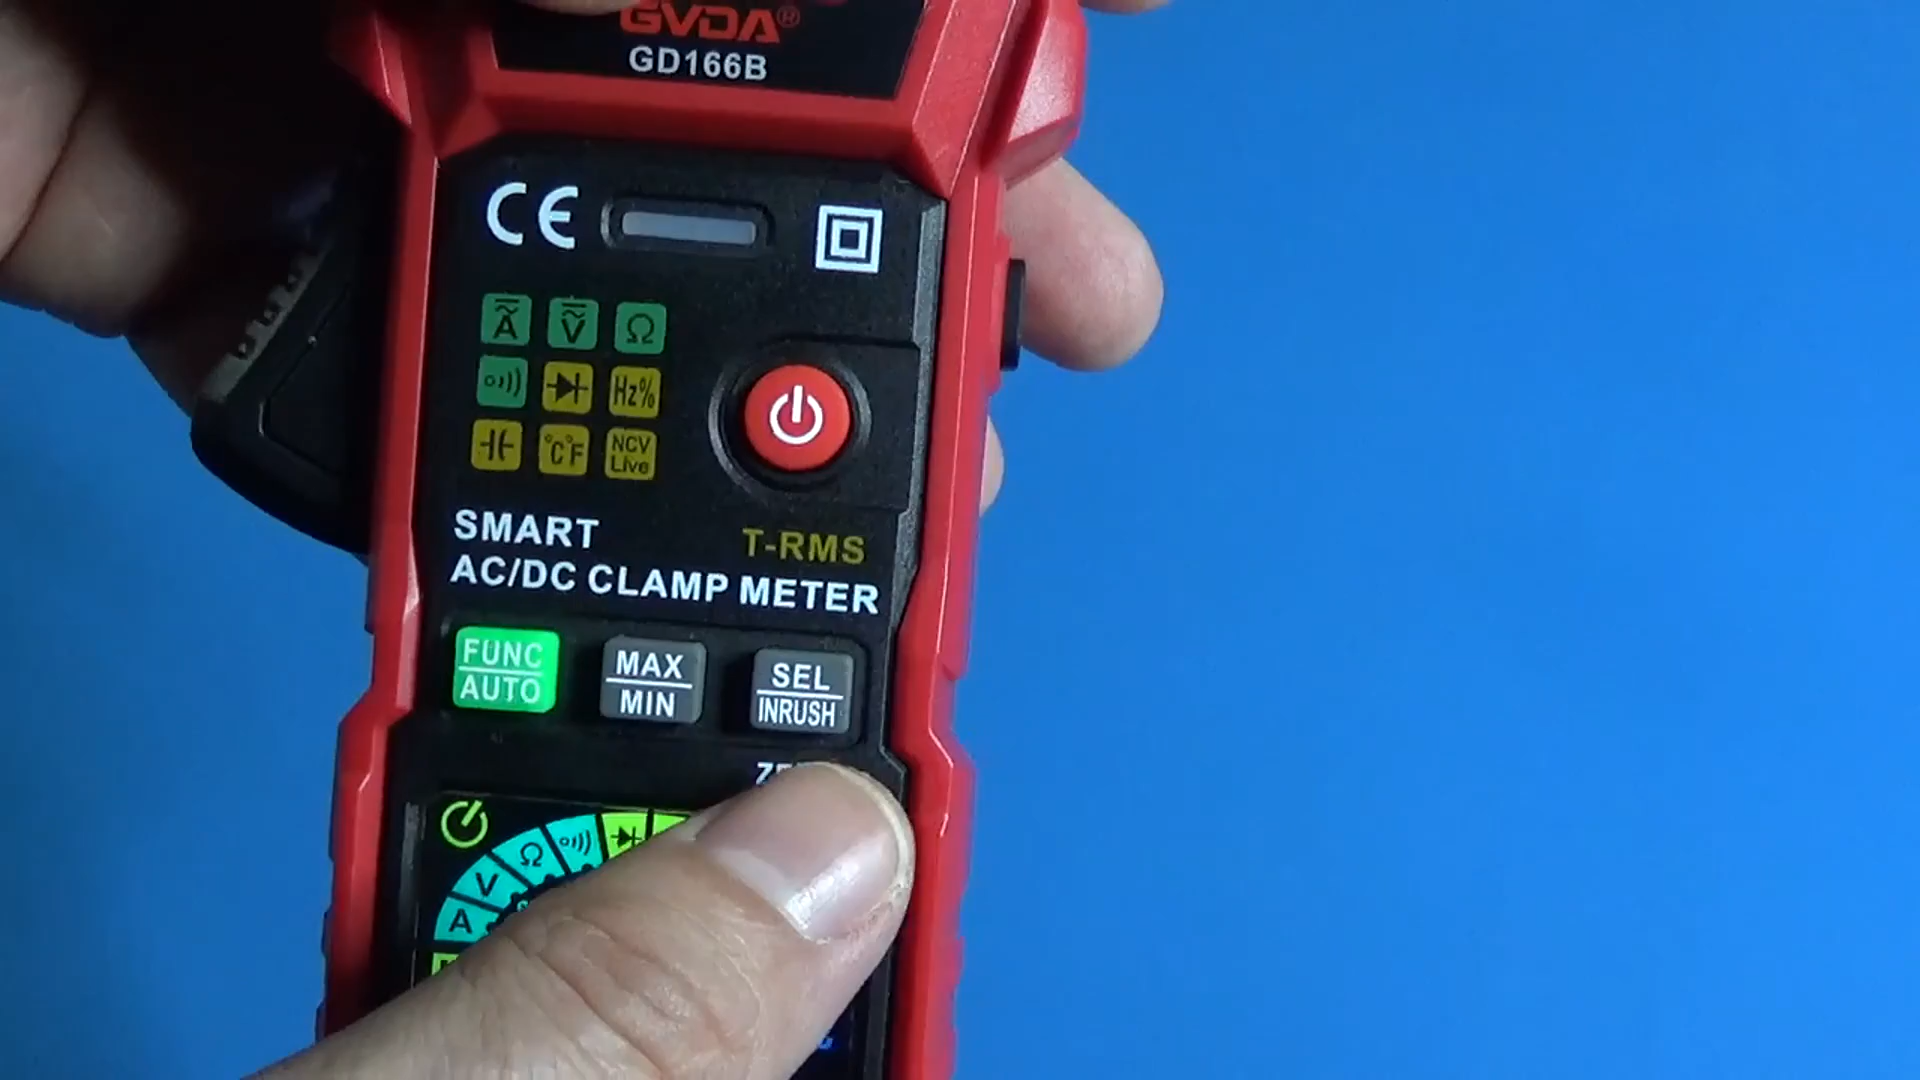 GVDA®
GD166B
CE
A V Ω
Hz%
°C°F NCV Live
SMART T-RMS
AC/DC CLAMP METER
FUNC AUTO
MAX MIN
SEL INRUSH
A V Ω